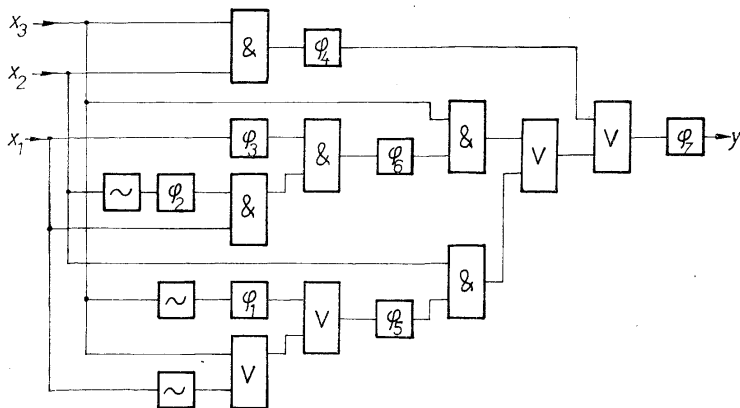 x₃
& φ₄
x₂
x₁ φ₃ & φ₆ & V V φ₇ y
~ φ₂ &
&
~ φ₁ V φ₅
V
~